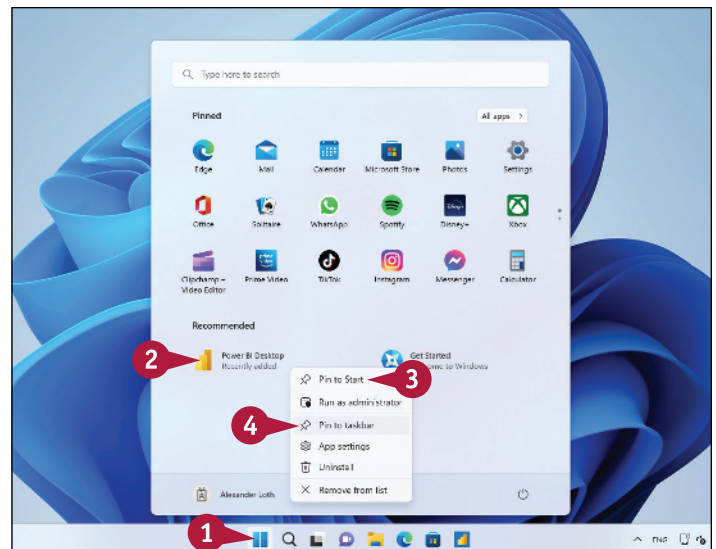 Type here to search
Pinned
All apps >
Edge
Mail
Calendar
Microsoft Store
Photos
Settings
Office
Solitaire
WhatsApp
Spotify
Disney+
Xbox
Clipchamp –
Video Editor
Prime Video
TikTok
Instagram
Messenger
Calculator
Recommended
2
Power BI Desktop
Recently added
Get Started
ome to Windows
Pin to Start
3
Run as administrator
4
Pin to taskbar
App settings
Uninstall
Remove from list
Alexander Loth
1
ENG